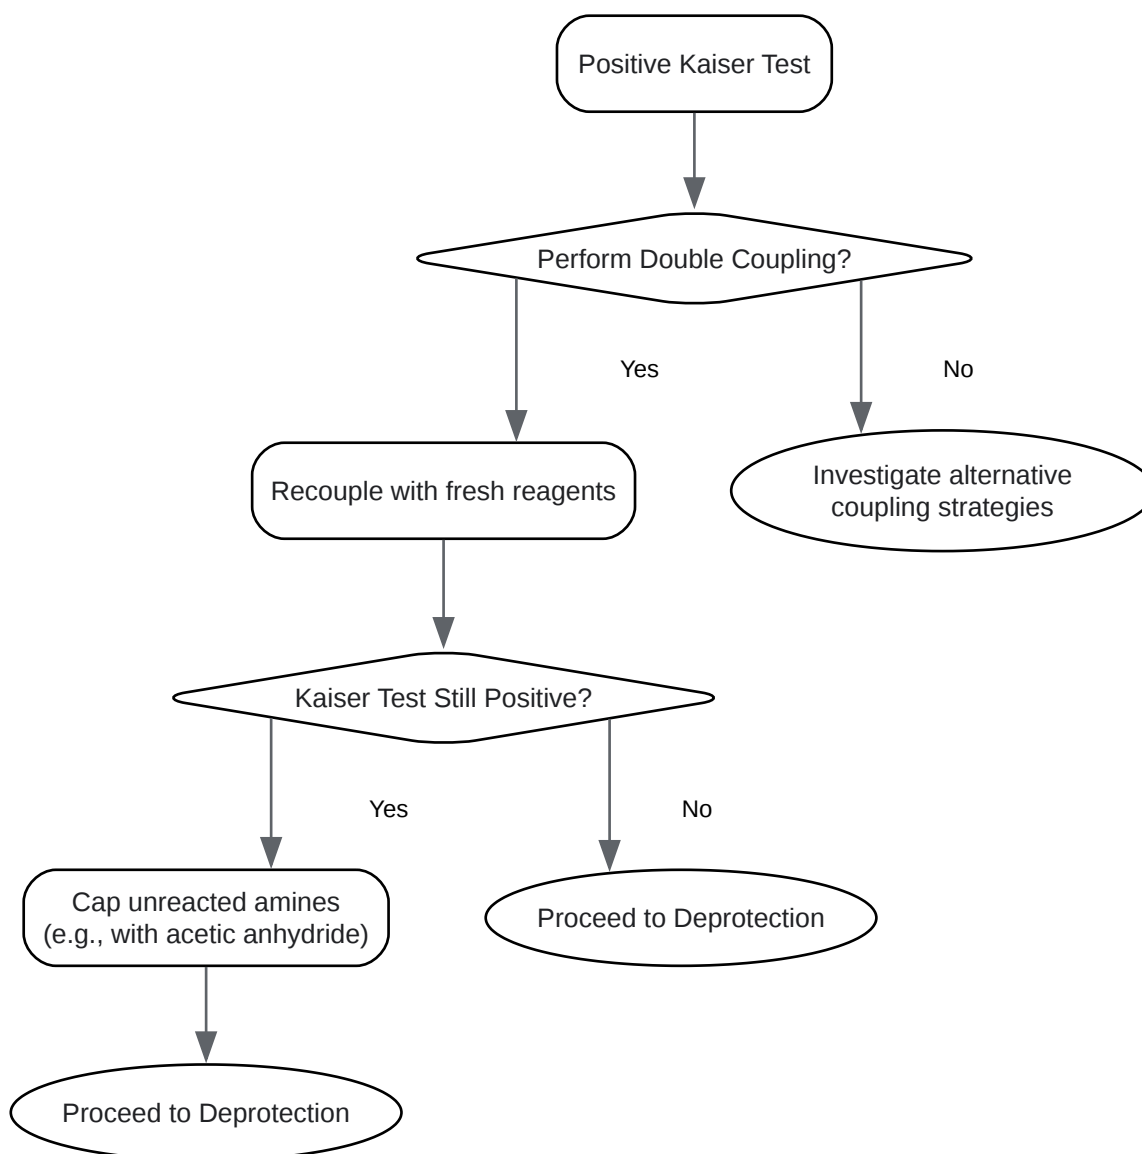 Positive Kaiser Test
Perform Double Coupling?
Yes
No
Recouple with fresh reagents
Investigate alternative
coupling strategies
Kaiser Test Still Positive?
Yes
No
Cap unreacted amines
(e.g., with acetic anhydride)
Proceed to Deprotection
Proceed to Deprotection